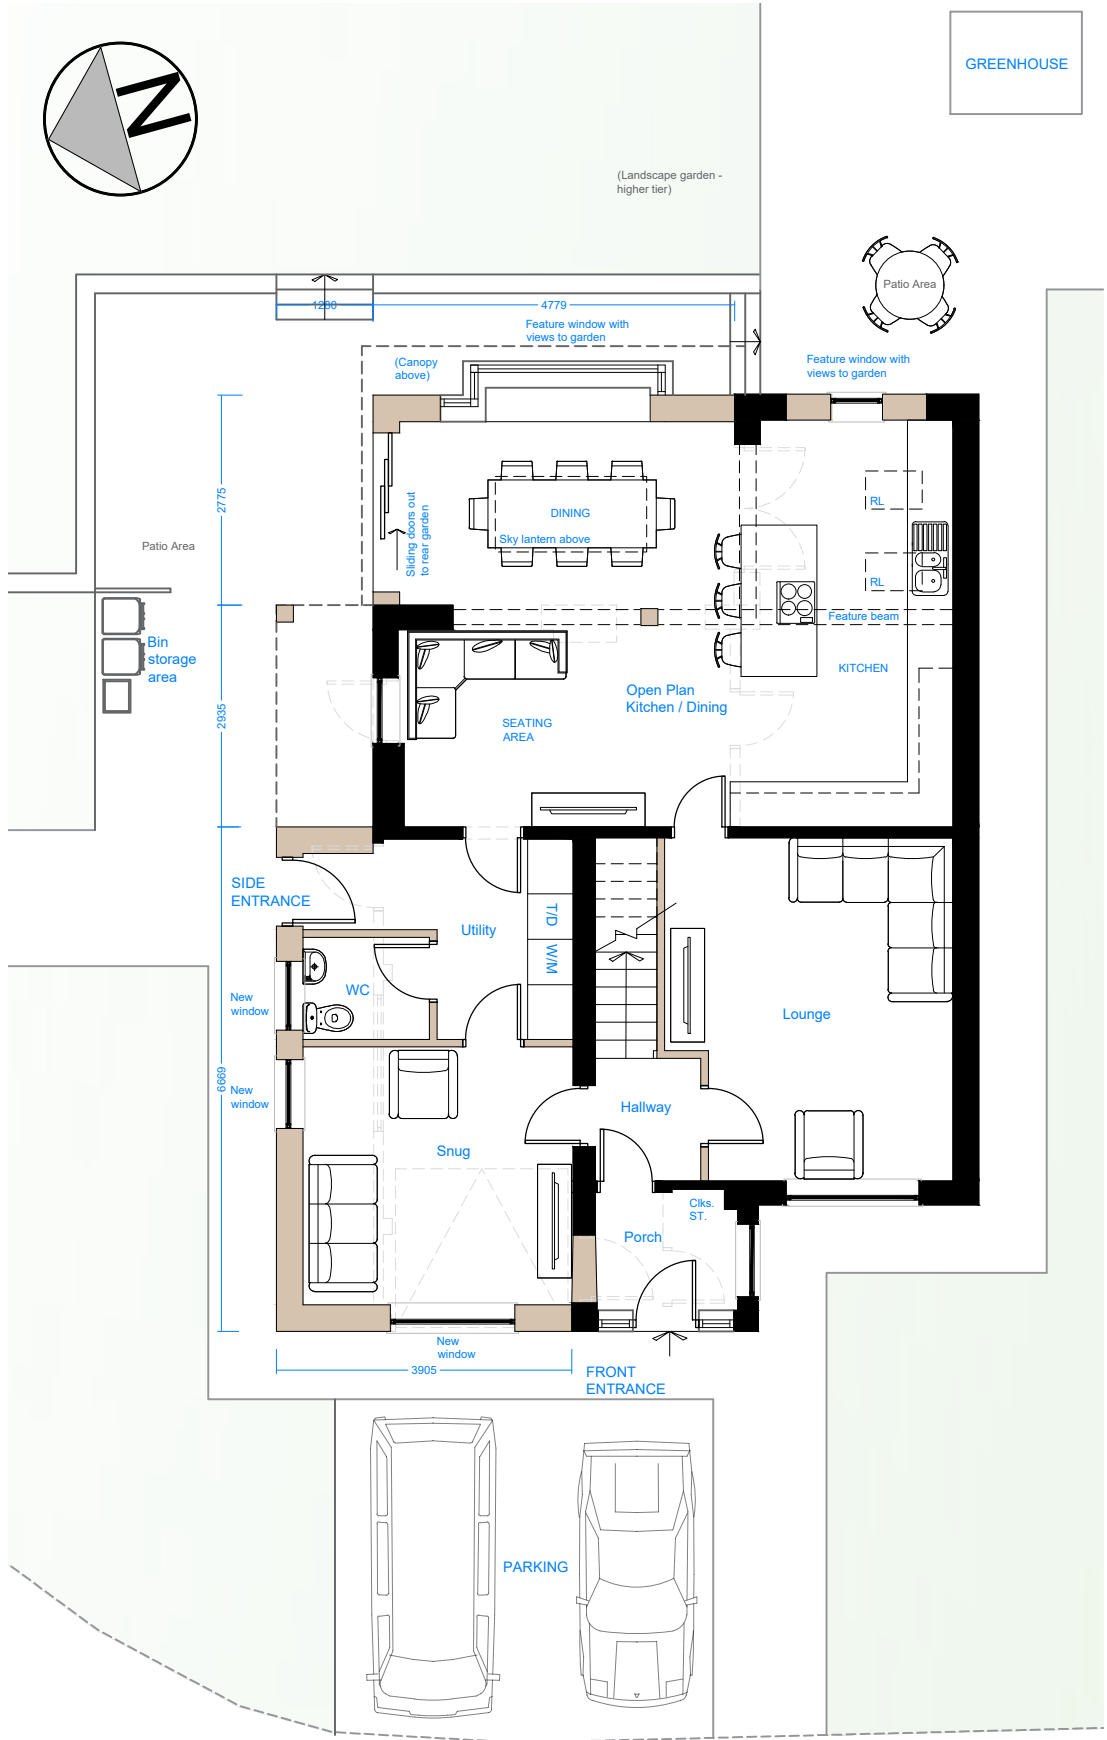 GREENHOUSE
N
(Landscape garden -
higher tier)
Patio Area
1280
4779
Feature window with
views to garden
(Canopy
above)
Feature window with
views to garden
2775
Sliding doors out
to rear garden
DINING
Sky lantern above
RL
RL
Patio Area
Feature beam
Bin
storage
area
KITCHEN
Open Plan
Kitchen / Dining
SEATING
AREA
2935
SIDE
ENTRANCE
Utility
T/D
W/M
WC
New
window
Lounge
6669
New
window
Hallway
Snug
Clks.
ST.
Porch
New
window
3905
FRONT
ENTRANCE
PARKING